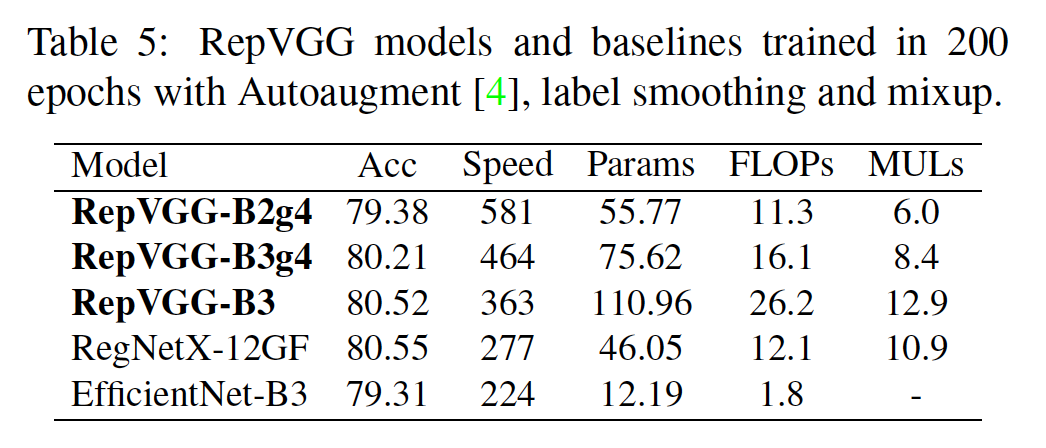 Table 5: RepVGG models and baselines trained in 200
epochs with Autoaugment [4], label smoothing and mixup.
Model Acc Speed Params FLOPs MULs
RepVGG-B2g4 79.38 581 55.77 11.3 6.0
RepVGG-B3g4 80.21 464 75.62 16.1 8.4
RepVGG-B3 80.52 363 110.96 26.2 12.9
RegNetX-12GF 80.55 277 46.05 12.1 10.9
EfficientNet-B3 79.31 224 12.19 1.8 -